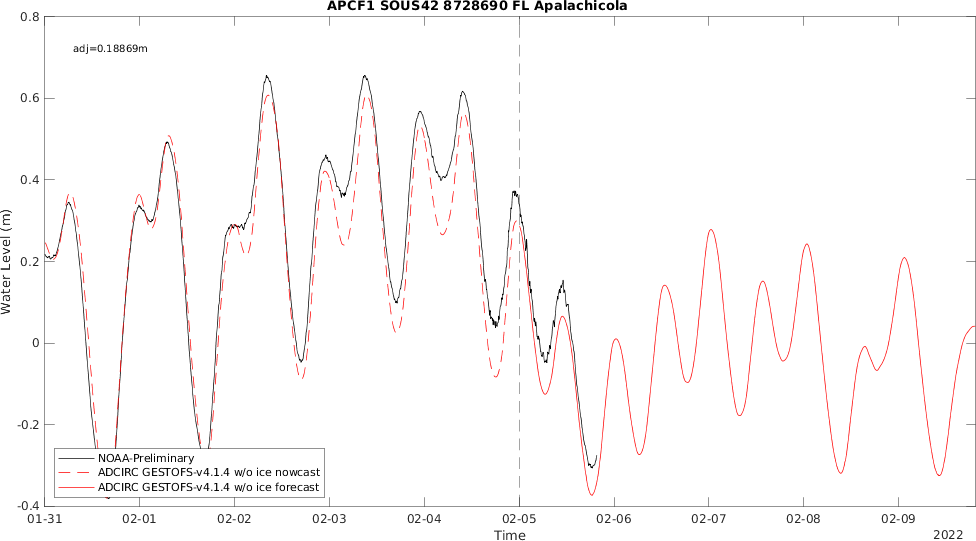 APCF1 SOUS42 8728690 FL Apalachicola
adj=0.18869m
0.8
0.6
0.4
0.2
0
-0.2
-0.4
Water Level (m)
NOAA-Preliminary
ADCIRC GESTOFS-v4.1.4 w/o ice nowcast
ADCIRC GESTOFS-v4.1.4 w/o ice forecast
01-31 02-01 02-02 02-03 02-04 02-05 02-06 02-07 02-08 02-09
Time
2022